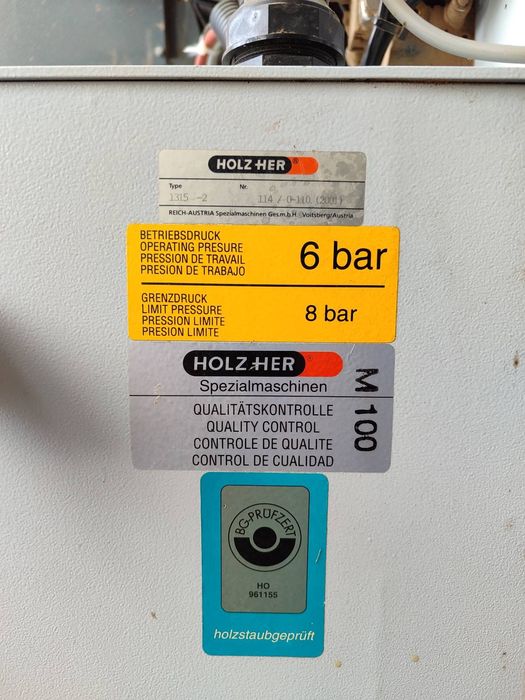 HOLZ-HER®
Type Nr.
1315 -2 114 / 0-110 (2001)
REICH-AUSTRIA Spezialmaschinen Ges.m.b.H. Voitsberg/Austria
BETRIEBSDRUCK
OPERATING PRESURE
PRESSION DE TRAVAIL
PRESION DE TRABAJO
6 bar
GRENZDRUCK
LIMIT PRESSURE
PRESSION LIMITE
PRESION LIMITE
8 bar
HOLZ-HER®
Spezialmaschinen
QUALITÄTSKONTROLLE
QUALITY CONTROL
CONTROLE DE QUALITE
CONTROL DE CUALIDAD
M 100
BG-PRÜFZERT
HO
961155
holzstaubgeprüft